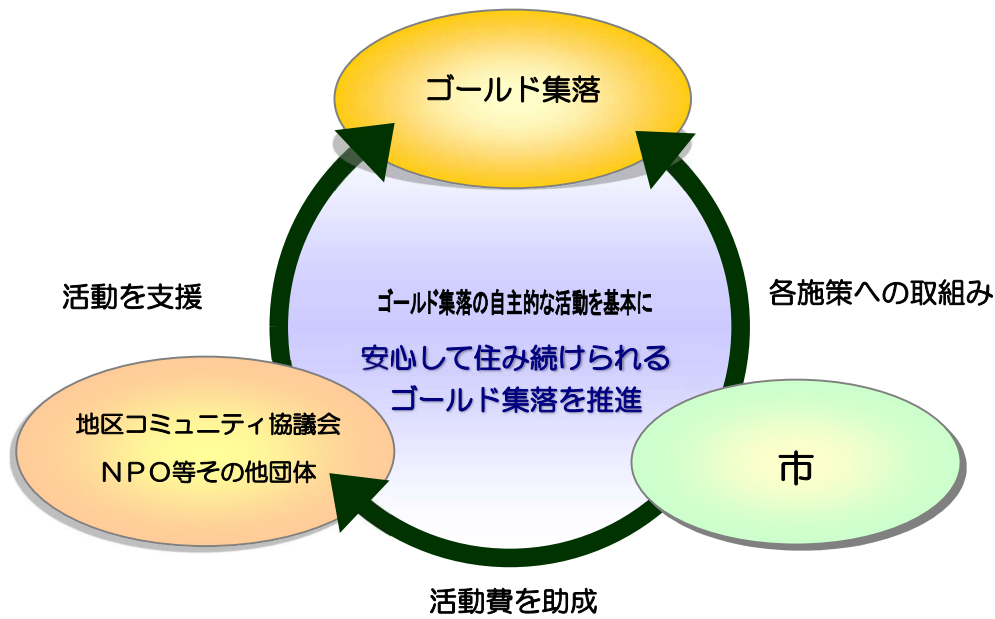 ゴールド集落
活動を支援
各施策への取組み
ゴールド集落の自主的な活動を基本に
安心して住み続けられる
ゴールド集落を推進
地区コミュニティ協議会
ＮＰＯ等その他団体
市
活動費を助成